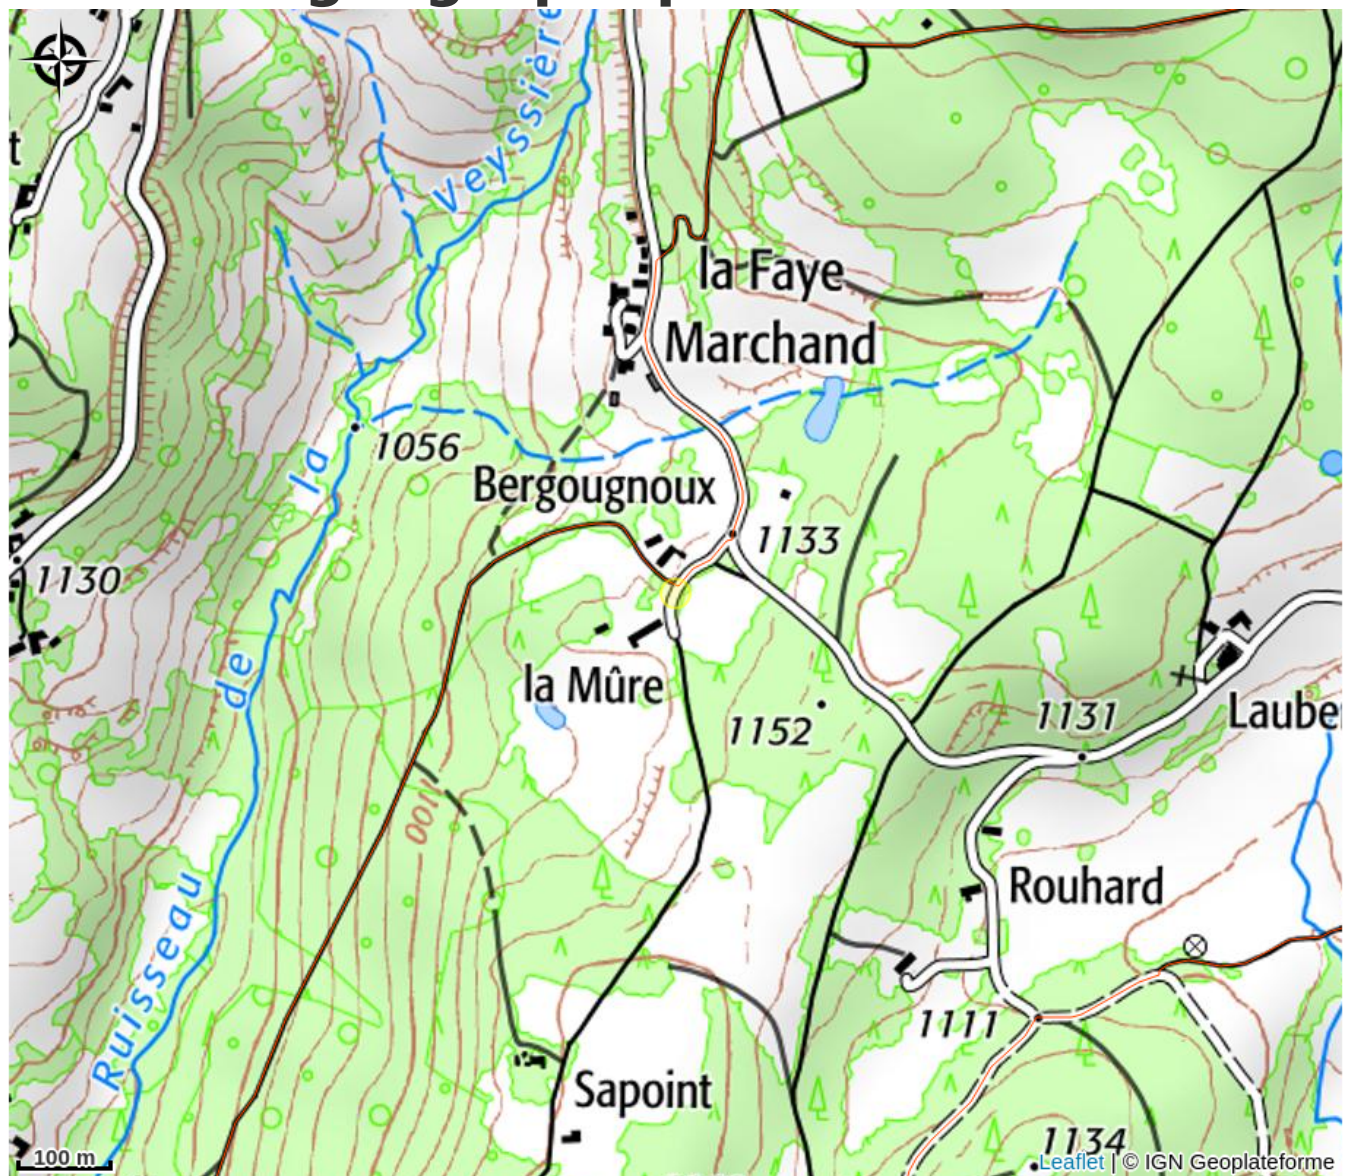 t
Veyssière
la Faye
Marchand
la
1056
Bergougnoux
1133
1130
de
la Mûre
1152
1131
Laube
1100
Rouhard
Ruisseau
1111
Sapoint
1134
100 m
Leaflet | © IGN Geoplateforme